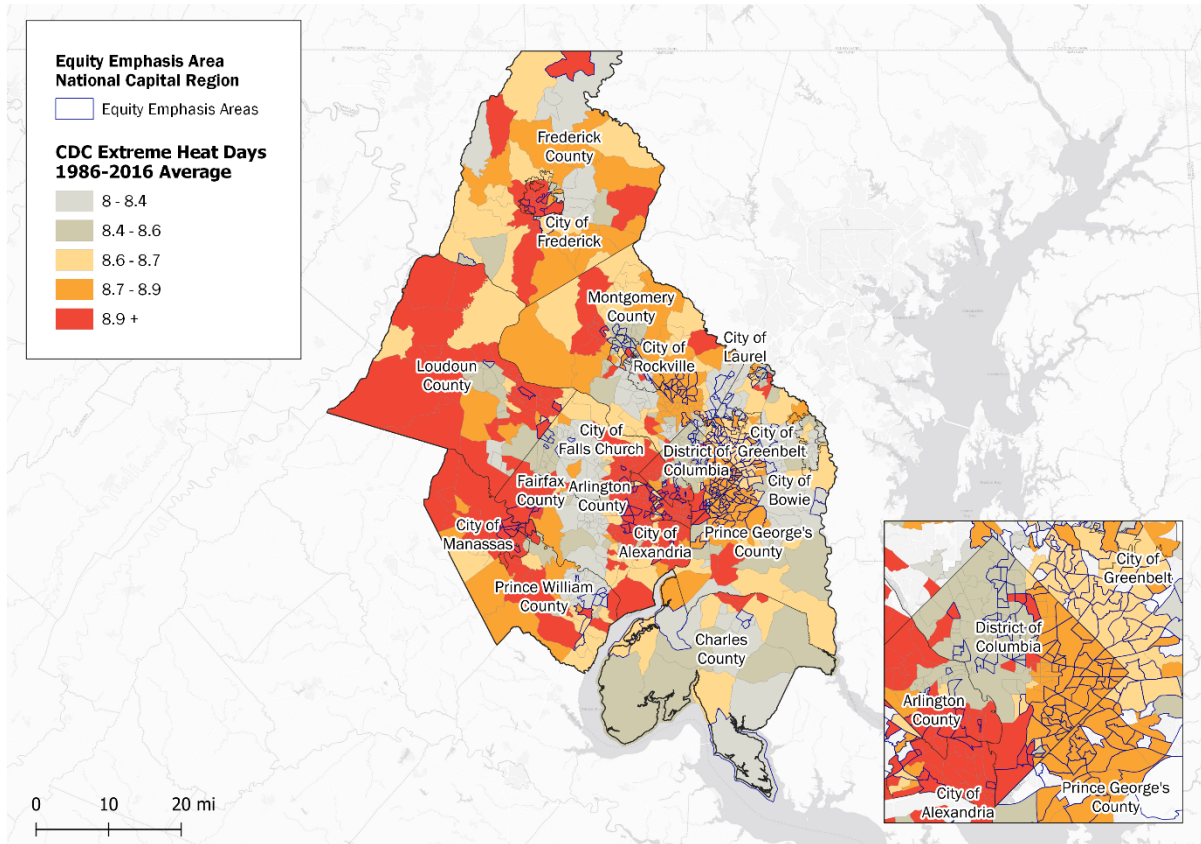 Equity Emphasis Area
National Capital Region
Equity Emphasis Areas
CDC Extreme Heat Days
1986-2016 Average
8 - 8.4
8.4 - 8.6
8.6 - 8.7
8.7 - 8.9
8.9 +
Frederick
County
City of
Frederick
Montgomery
County
City of
Rockville
City of
Laurel
Loudoun
County
City of
Falls Church
District of
Columbia
City of
Greenbelt
Fairfax
County
Arlington
County
City of
Bowie
City of
Manassas
City of
Alexandria
Prince George's
County
Prince William
County
Charles
County
0 10 20 mi
City of
Greenbelt
District of
Columbia
Arlington
County
City of
Alexandria
Prince George's
County